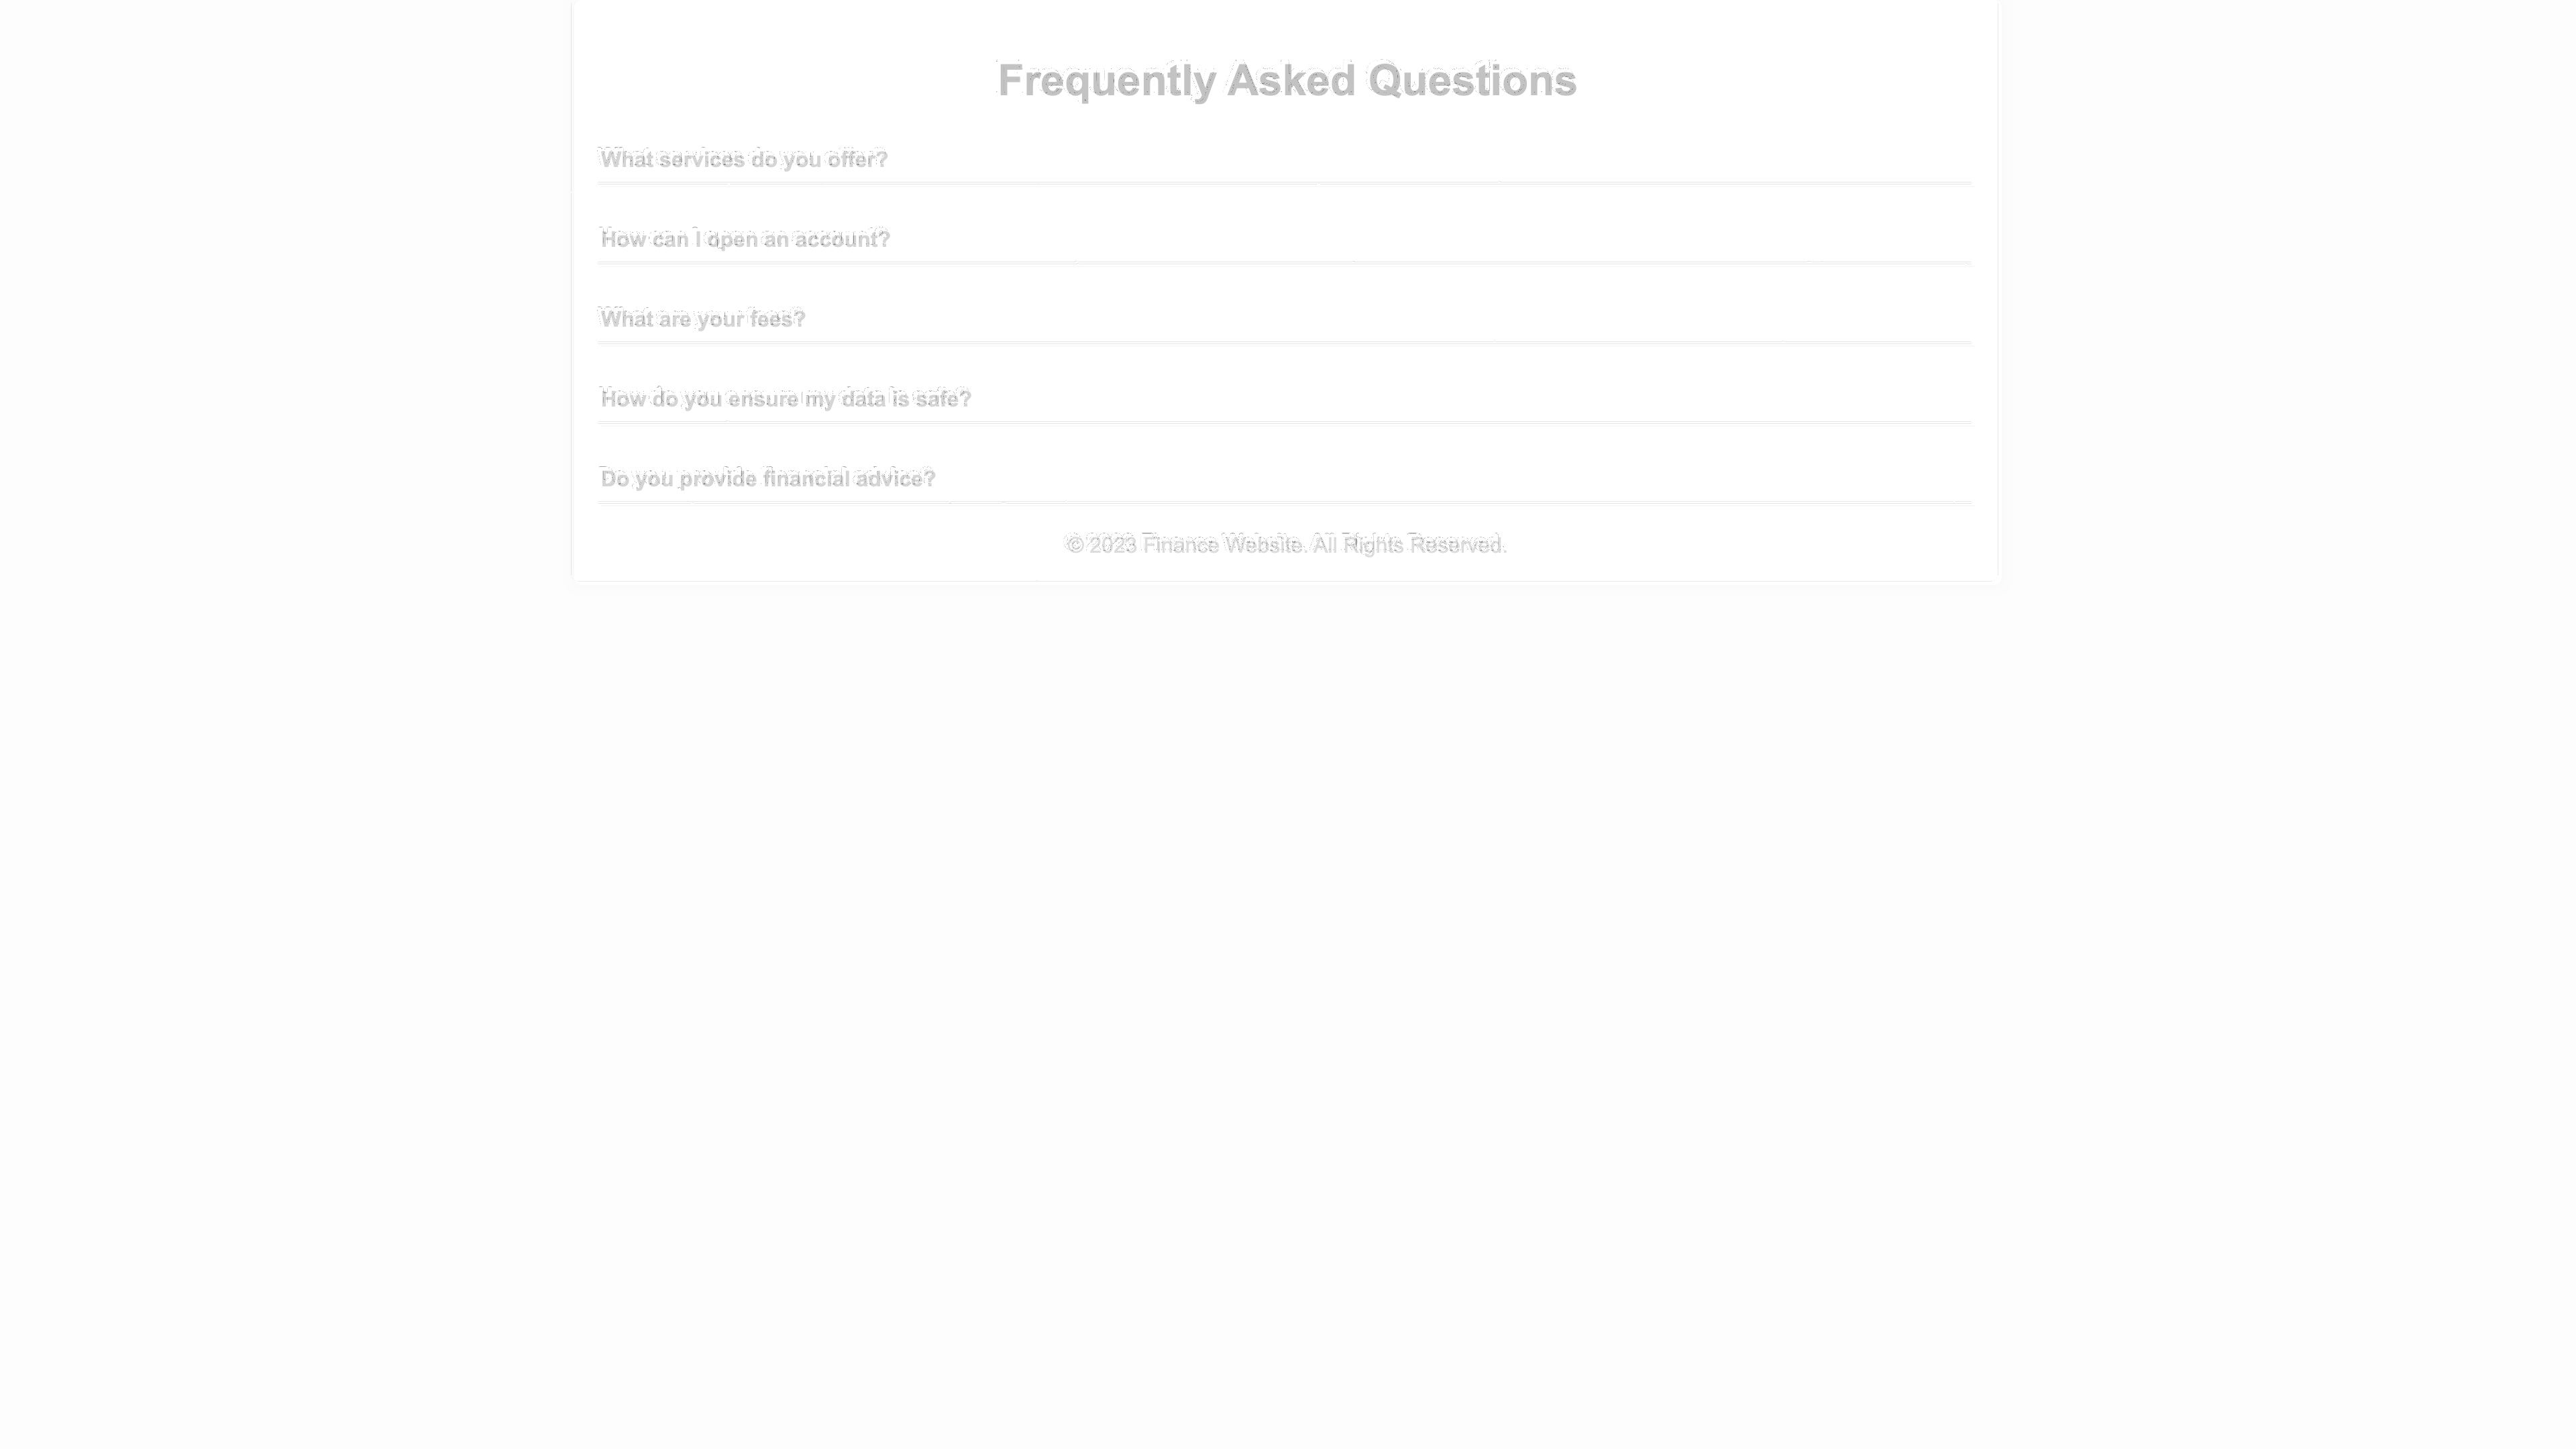 Frequently Asked Questions
What services do you offer?
How can I open an account?
What are your fees?
How do you ensure my data is safe?
Do you provide financial advice?
© 2023 Finance Website. All Rights Reserved.